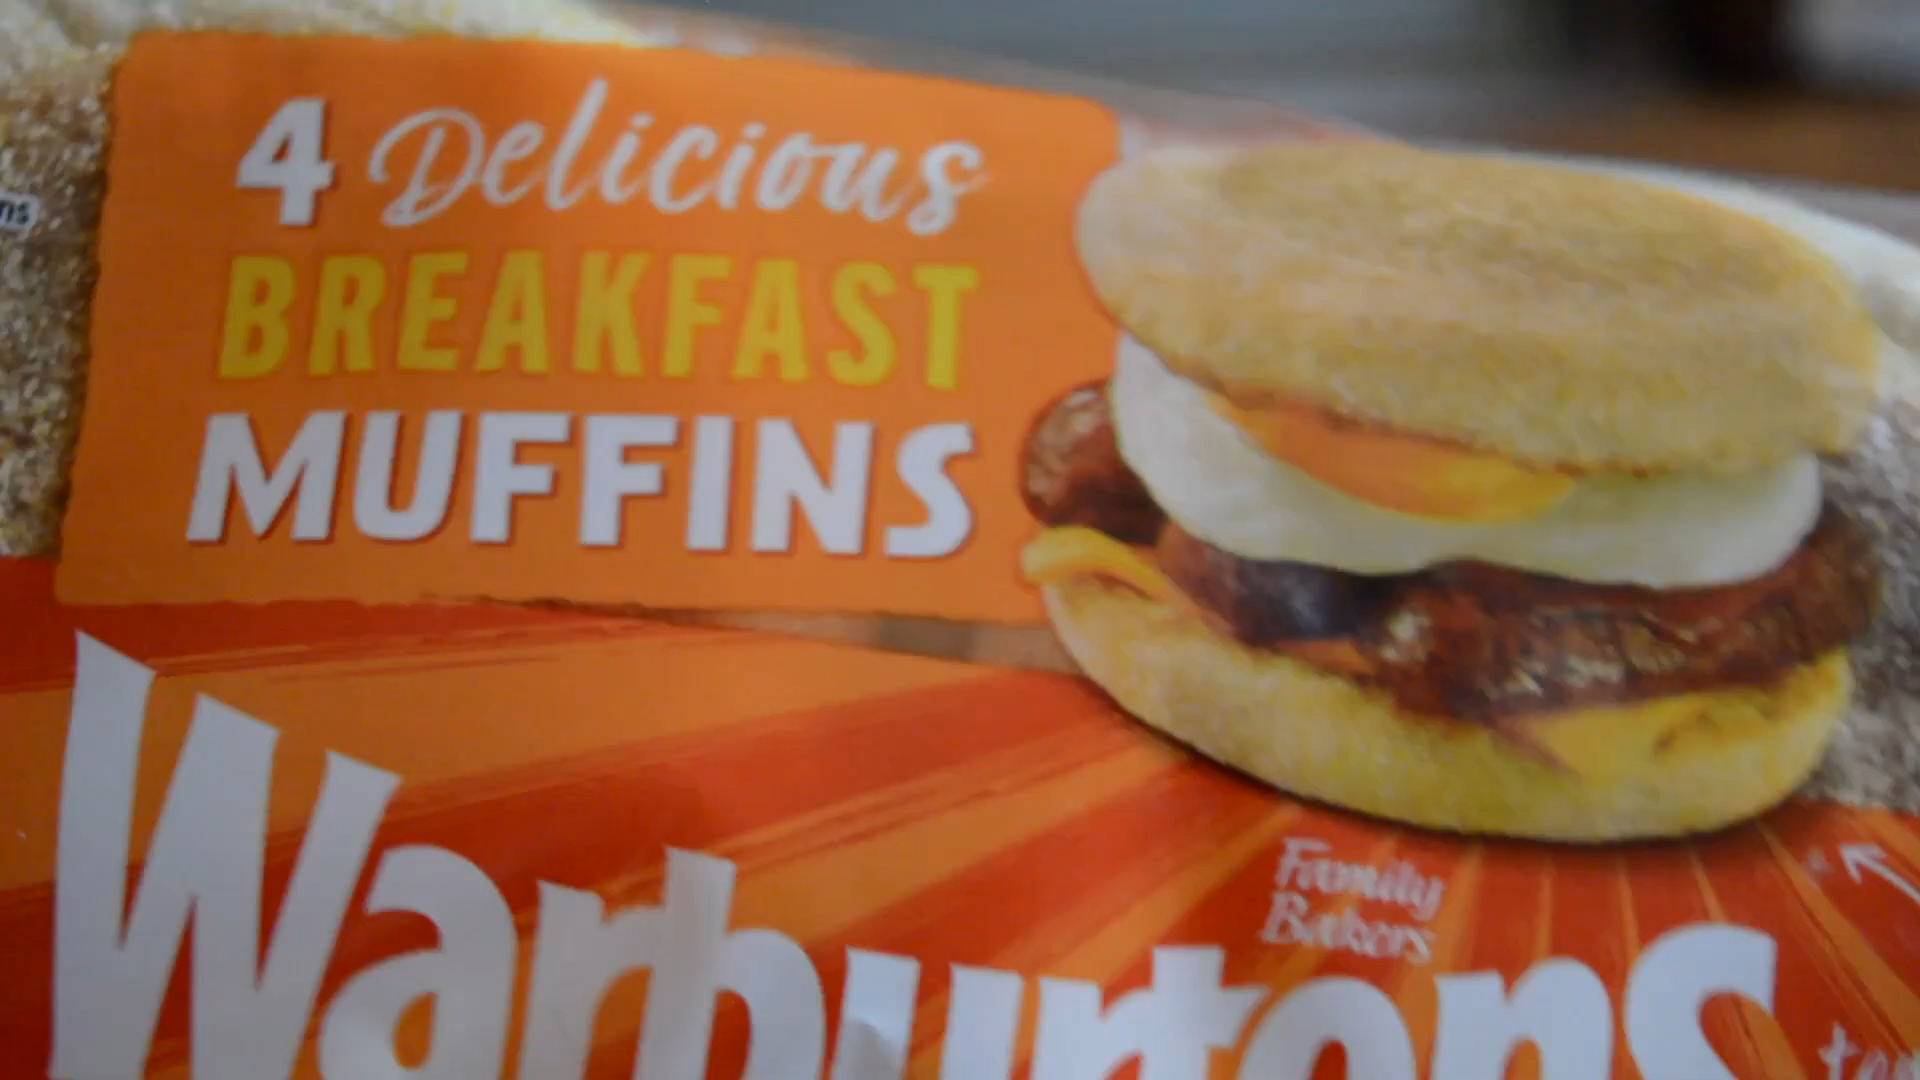 4 Delicious
BREAKFAST
MUFFINS
Family
Bakers
Warburtons